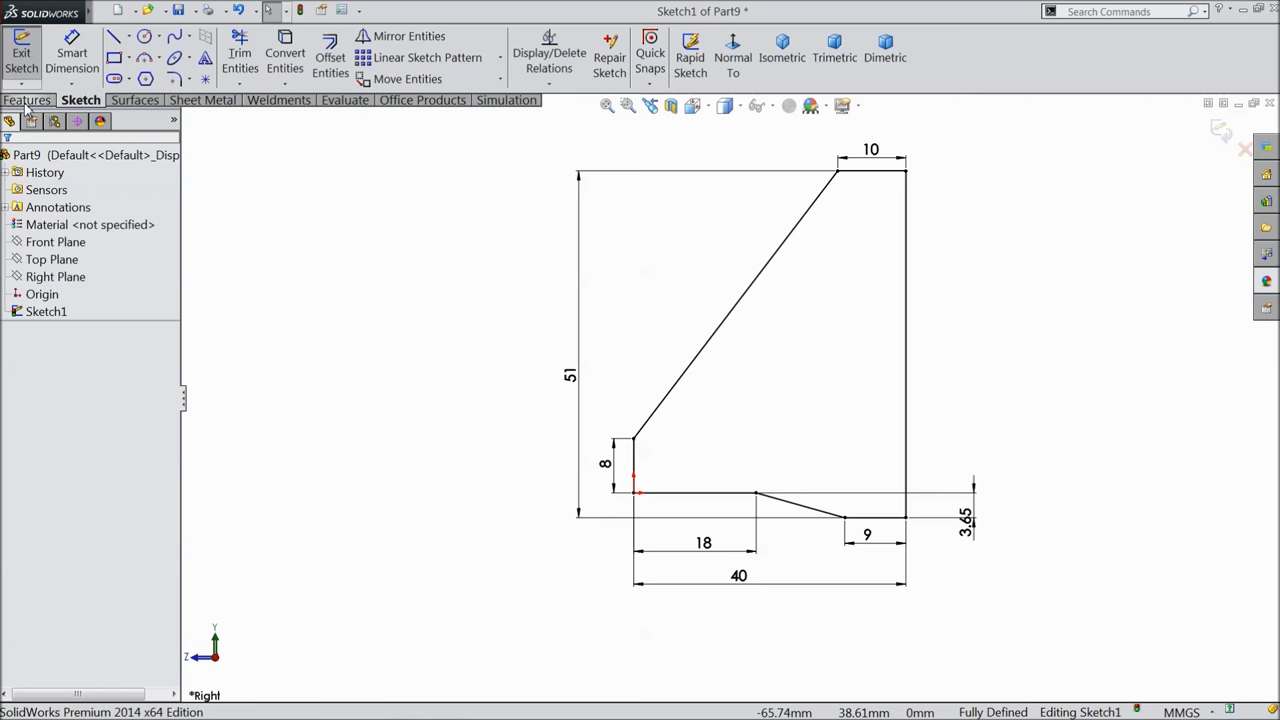 SOLIDWORKS
Sketch1 of Part9 *
Search Commands
Exit Sketch
Smart Dimension
Trim Entities
Convert Entities
Offset Entities
Mirror Entities
Linear Sketch Pattern
Move Entities
Display/Delete Relations
Repair Sketch
Quick Snaps
Rapid Sketch
Normal To
Isometric
Trimetric
Dimetric
Features
Sketch
Surfaces
Sheet Metal
Weldments
Evaluate
Office Products
Simulation
Part9 (Default<<Default>_Disp
History
Sensors
Annotations
Material <not specified>
Front Plane
Top Plane
Right Plane
Origin
Sketch1
10
51
8
3.65
9
18
40
Y
Z
*Right
SolidWorks Premium 2014 x64 Edition
-65.74mm
38.61mm
0mm
Fully Defined
Editing Sketch1
MMGS